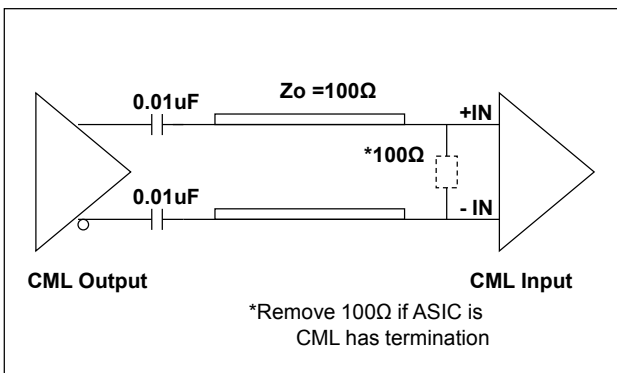 0.01uF
Zo =100Ω
+IN
*100Ω
0.01uF
- IN
CML Output
CML Input
*Remove 100Ω if ASIC is
CML has termination